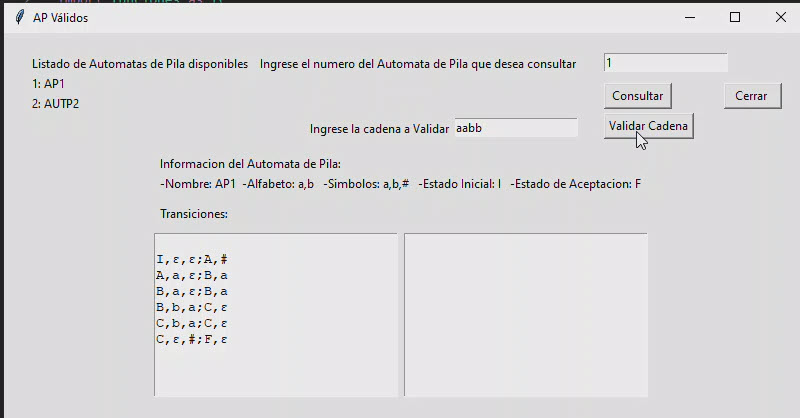 AP Válidos
Listado de Automatas de Pila disponibles Ingrese el numero del Automata de Pila que desea consultar 1
1: AP1 Consultar Cerrar
2: AUTP2
Ingrese la cadena a Validar aabb Validar Cadena
Informacion del Automata de Pila:
-Nombre: AP1 -Alfabeto: a,b -Simbolos: a,b,# -Estado Inicial: I -Estado de Aceptacion: F
Transiciones:
I,ε,ε;A,#
A,a,ε;B,a
B,a,ε;B,a
B,b,a;C,ε
C,b,a;C,ε
C,ε,#;F,ε